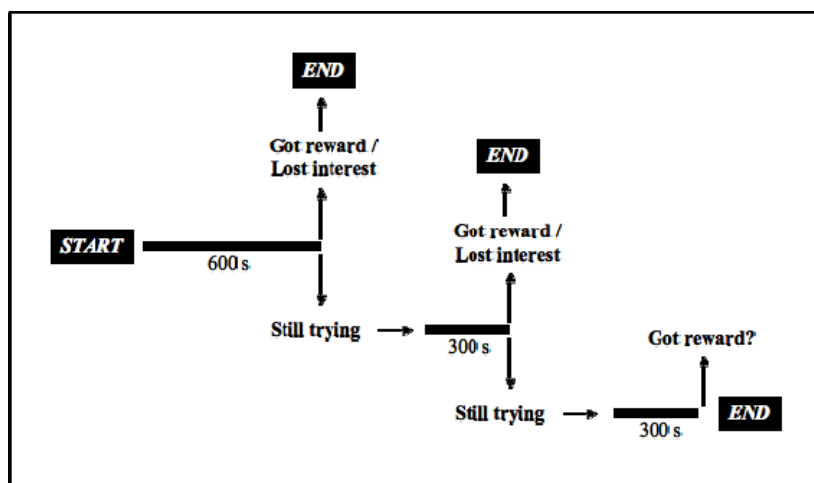 END
Got reward /
Lost interest
START
600 s
Still trying
END
Got reward /
Lost interest
300 s
Still trying
Got reward?
300 s
END